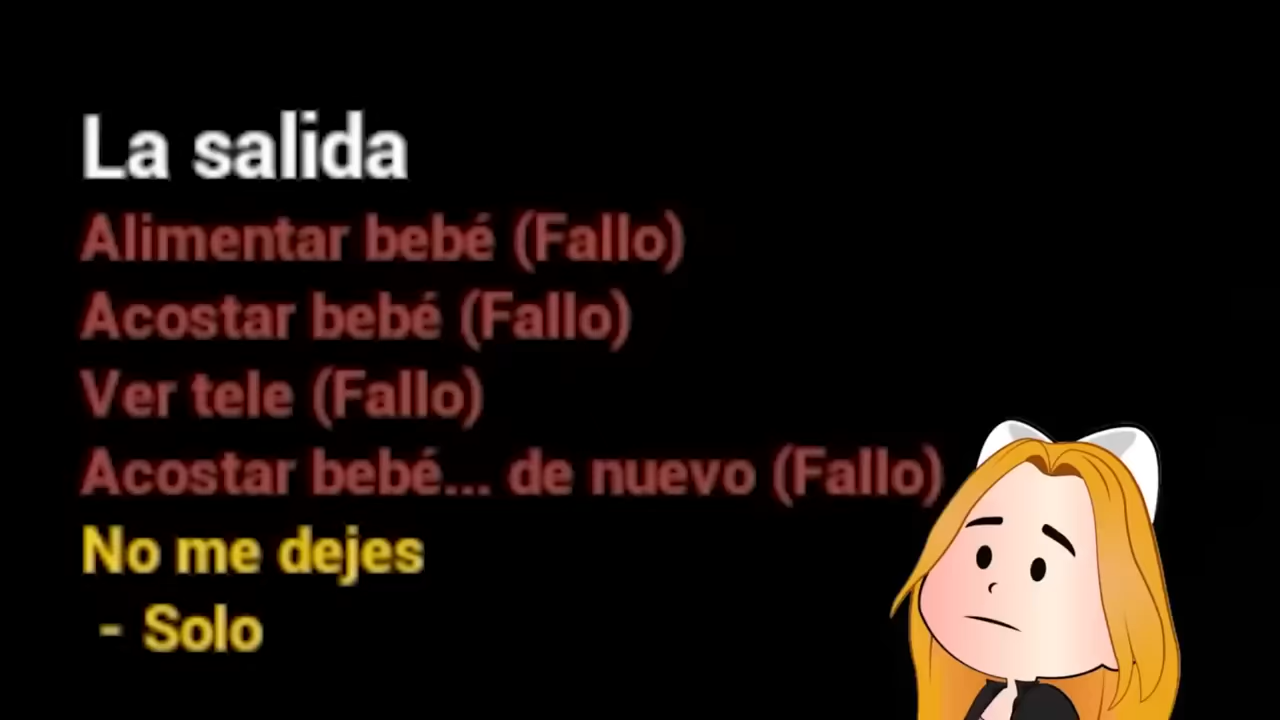 La salida
Alimentar bebé (Fallo)
Acostar bebé (Fallo)
Ver tele (Fallo)
Acostar bebé... de nuevo (Fallo)
No me dejes
- Solo